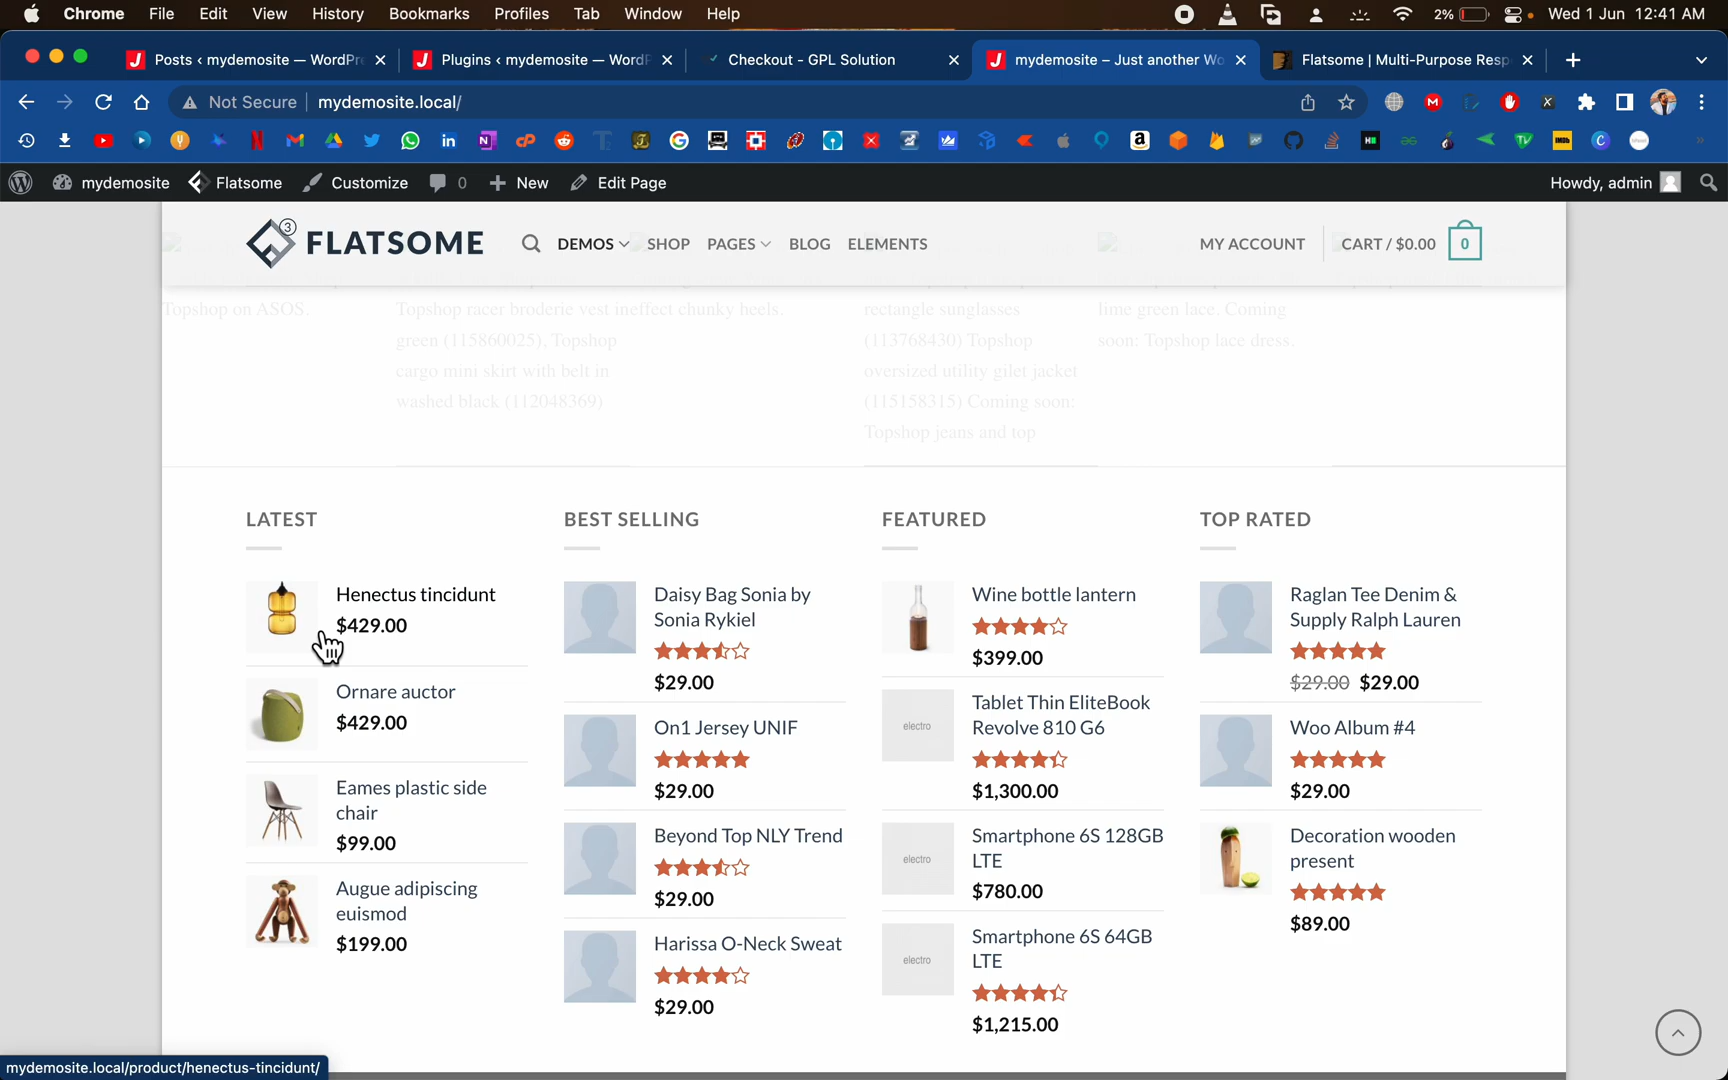 Chrome File Edit View History Bookmarks Profiles Tab Window Help 2% Wed 1 Jun 12:41 AM
Posts ‹ mydemosite — WordPre Plugins ‹ mydemosite — WordP Checkout - GPL Solution mydemosite – Just another Wo Flatsome | Multi-Purpose Resp
Not Secure mydemosite.local/
mydemosite Flatsome Customize 0 New Edit Page Howdy, admin
3 FLATSOME DEMOS SHOP PAGES BLOG ELEMENTS MY ACCOUNT CART / $0.00 0
Topshop on ASOS. Topshop racer broderie vest in effect chunky heels. rectangle sunglasses lime green lace. Coming
green (115860025), Topshop (113768430) Topshop soon: Topshop lace dress.
cargo mini skirt with belt in oversized utility gilet jacket
washed black (112048369) (115158315) Coming soon:
Topshop jeans and top
LATEST
Henectus tincidunt
$429.00
Ornare auctor
$429.00
Eames plastic side
chair
$99.00
Augue adipiscing
euismod
$199.00
BEST SELLING
Daisy Bag Sonia by
Sonia Rykiel
$29.00
On1 Jersey UNIF
$29.00
Beyond Top NLY Trend
$29.00
Harissa O-Neck Sweat
$29.00
FEATURED
Wine bottle lantern
$399.00
electro
Tablet Thin EliteBook
Revolve 810 G6
$1,300.00
electro
Smartphone 6S 128GB
LTE
$780.00
electro
Smartphone 6S 64GB
LTE
$1,215.00
TOP RATED
Raglan Tee Denim &
Supply Ralph Lauren
$29.00 $29.00
Woo Album #4
$29.00
Decoration wooden
present
$89.00
mydemosite.local/product/henectus-tincidunt/